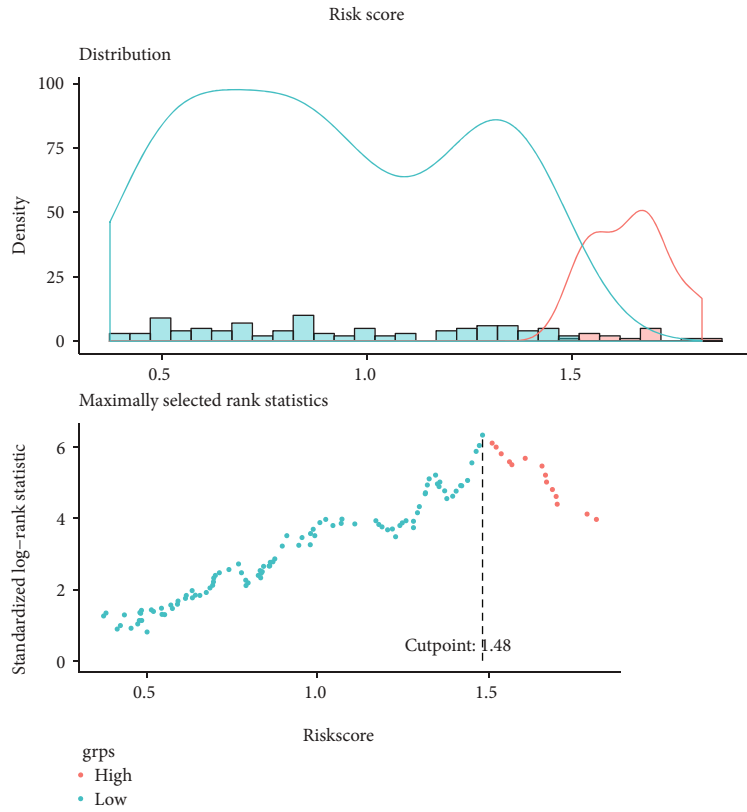 Risk score
Distribution
100
75
50
25
0
Density
0.5 1.0 1.5
Maximally selected rank statistics
6
4
2
0
Standardized log–rank statistic
Cutpoint: 1.48
0.5 1.0 1.5
Riskscore
grps
High
Low